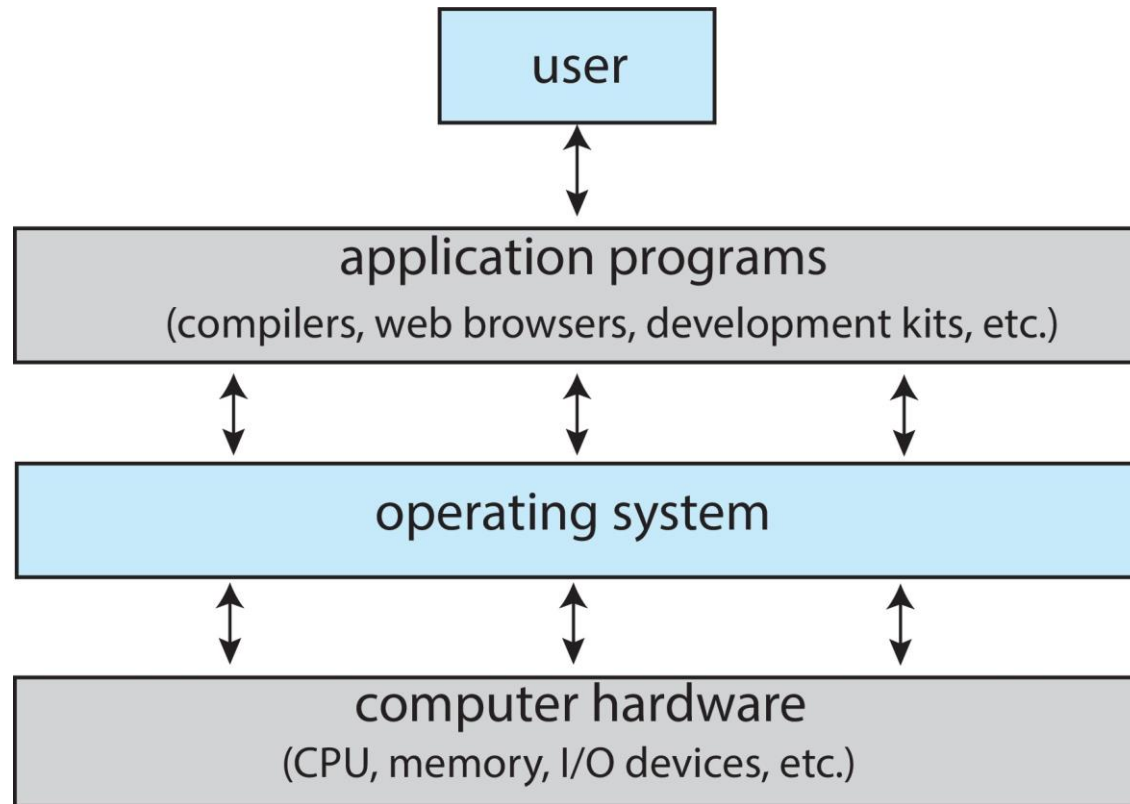 user
application programs
(compilers, web browsers, development kits, etc.)
operating system
computer hardware
(CPU, memory, I/O devices, etc.)